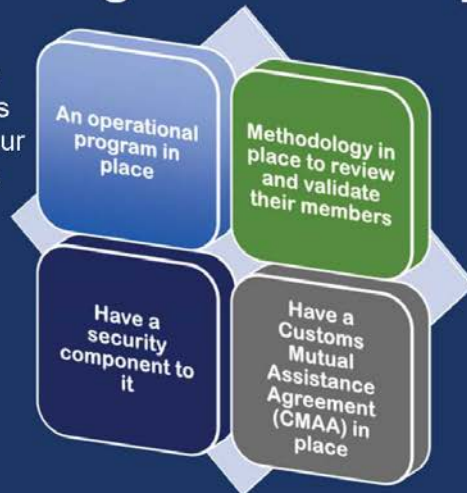 An operational
program in
place
Methodology in
place to review
and validate
their members
Have a
security
component to
it
Have a
Customs
Mutual
Assistance
Agreement
(CMAA) in
place